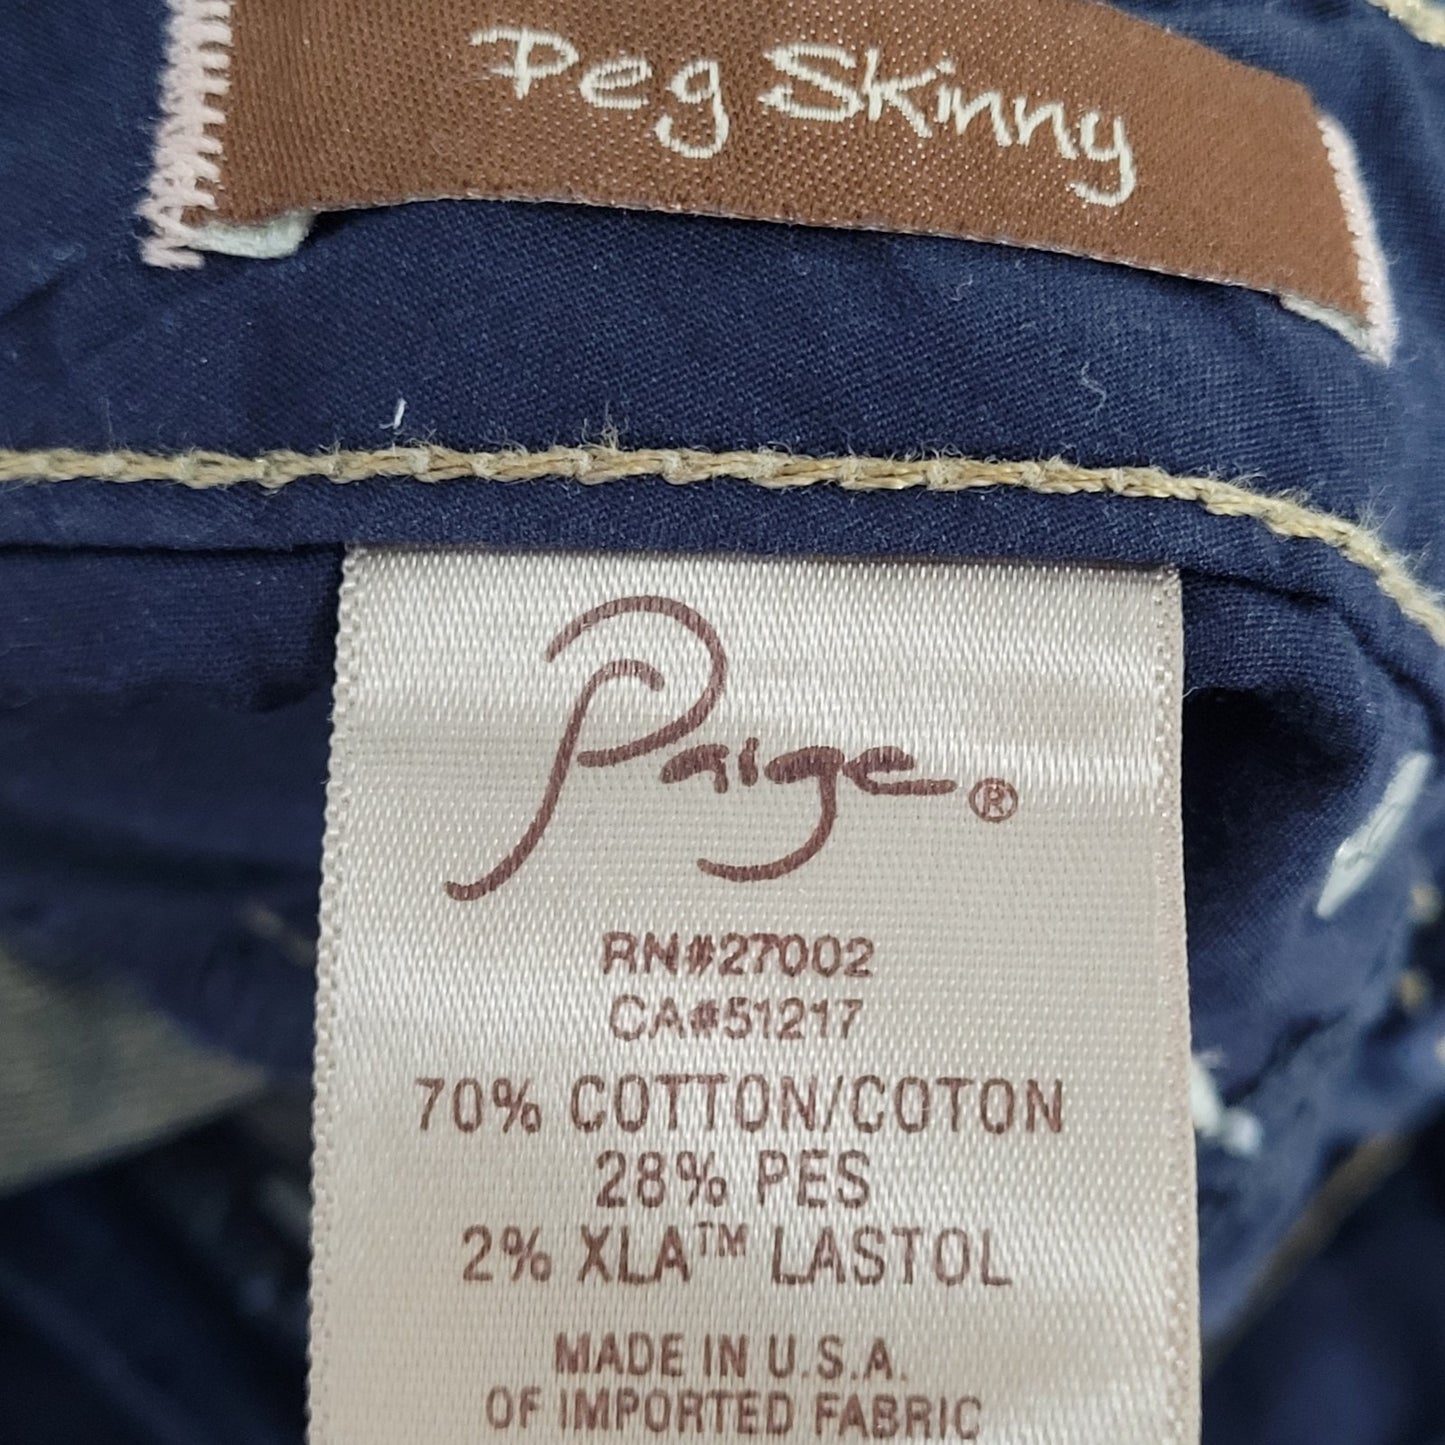 Peg Skinny
Paige®
RN#27002
CA#51217
70% COTTON/COTON
28% PES
2% XLA™ LASTOL
MADE IN U.S.A.
OF IMPORTED FABRIC